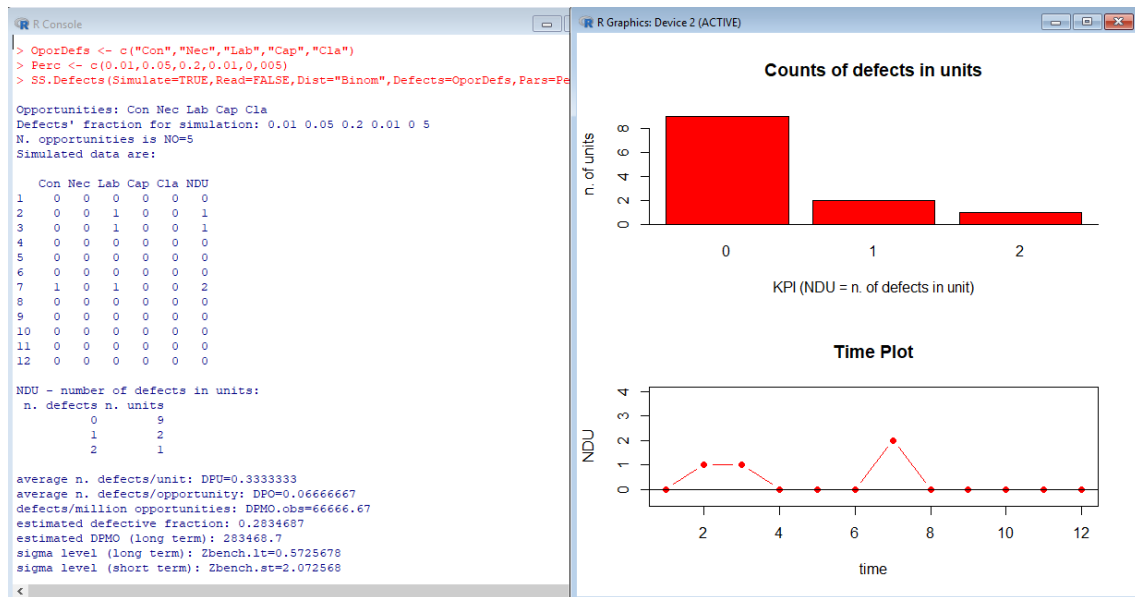 R Console
> OporDefs <- c("Con","Nec","Lab","Cap","Cla")
> Perc <- c(0.01,0.05,0.2,0.01,0,005)
> SS.Defects(Simulate=TRUE,Read=FALSE,Dist="Binom",Defects=OporDefs,Pars=Pe
Opportunities: Con Nec Lab Cap Cla
Defects' fraction for simulation: 0.01 0.05 0.2 0.01 0 5
N. opportunities is NO=5
Simulated data are:
Con Nec Lab Cap Cla NDU
1 0 0 0 0 0 0
2 0 0 1 0 0 1
3 0 0 1 0 0 1
4 0 0 0 0 0 0
5 0 0 0 0 0 0
6 0 0 0 0 0 0
7 1 0 1 0 0 2
8 0 0 0 0 0 0
9 0 0 0 0 0 0
10 0 0 0 0 0 0
11 0 0 0 0 0 0
12 0 0 0 0 0 0
NDU - number of defects in units:
n. defects n. units
0 9
1 2
2 1
average n. defects/unit: DPU=0.3333333
average n. defects/opportunity: DPO=0.06666667
defects/million opportunities: DPMO.obs=66666.67
estimated defective fraction: 0.2834687
estimated DPMO (long term): 283468.7
sigma level (long term): Zbench.lt=0.5725678
sigma level (short term): Zbench.st=2.072568
R Graphics: Device 2 (ACTIVE)
Counts of defects in units
n. of units
8
6
4
2
0
0 1 2
KPI (NDU = n. of defects in unit)
Time Plot
NDU
4
3
2
1
0
2 4 6 8 10 12
time